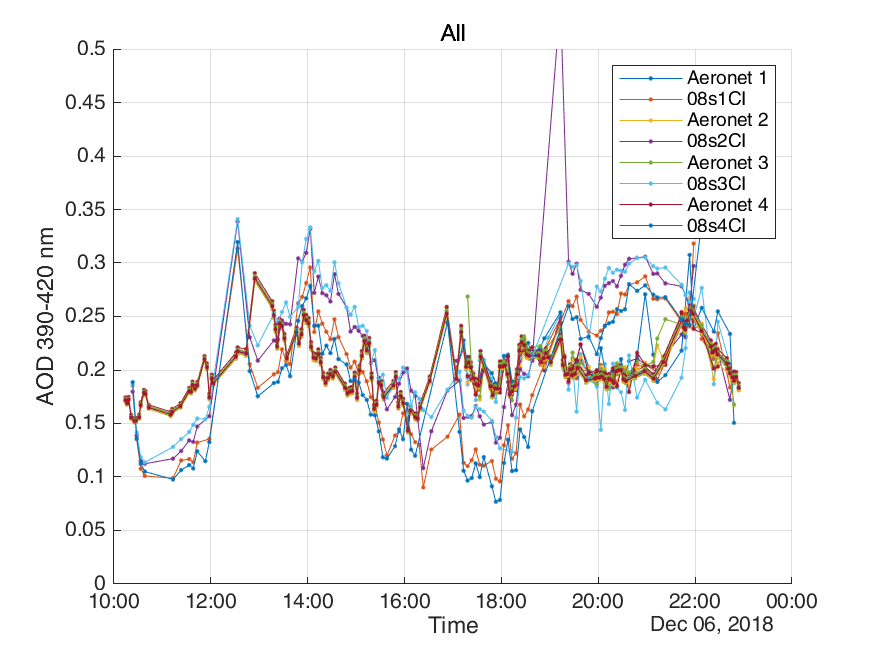 All
0.5
0.45
0.4
0.35
0.3
0.25
0.2
0.15
0.1
0.05
0
AOD 390-420 nm
Aeronet 1
08s1CI
Aeronet 2
08s2CI
Aeronet 3
08s3CI
Aeronet 4
08s4CI
10:00 12:00 14:00 16:00 18:00 20:00 22:00 00:00
Time
Dec 06, 2018